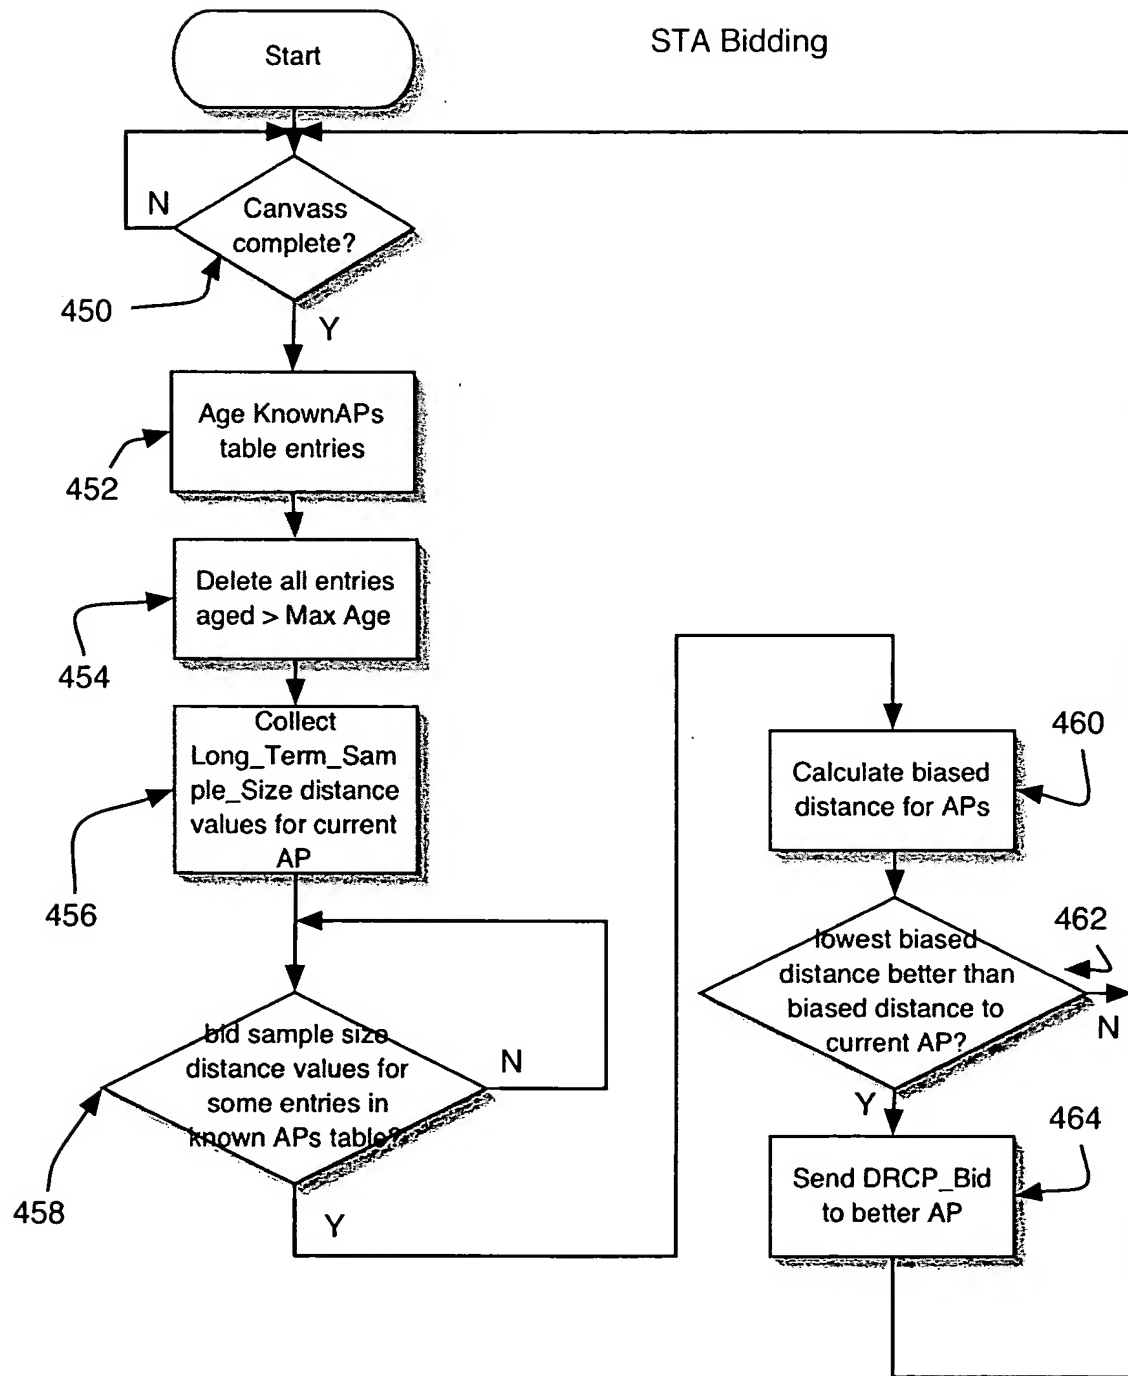 STA Bidding
Start
N
Canvass
complete?
450
Y
Age KnownAPs
table entries
452
Delete all entries
aged > Max Age
454
Collect
Long_Term_Sam
ple_Size distance
values for current
AP
456
bid sample size
distance values for
some entries in
known APs table?
N
458
Y
460
Calculate biased
distance for APs
462
lowest biased
distance better than
biased distance to
current AP?
N
Y
464
Send DRCP_Bid
to better AP